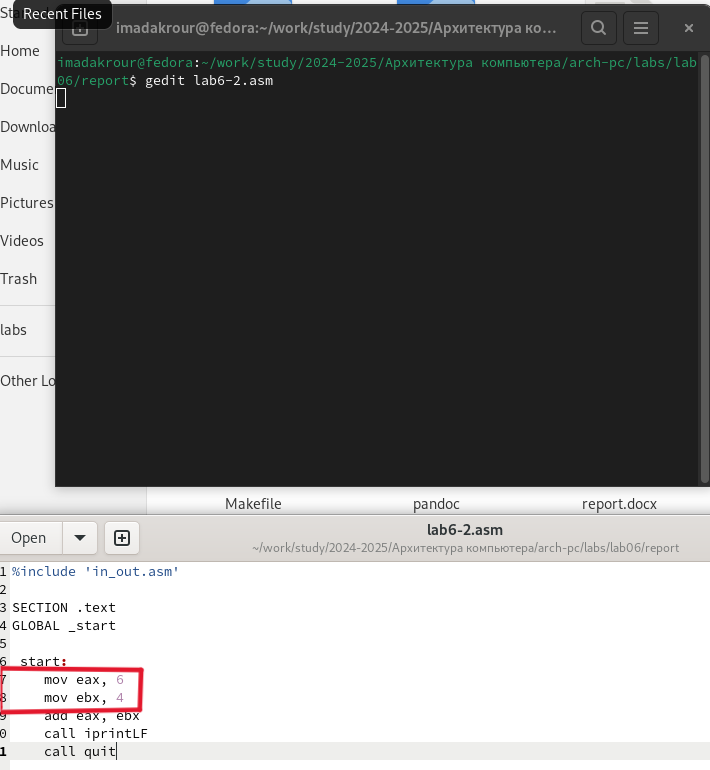 Recent Files
Home
Music
Pictures
Videos
Trash
labs
Other Lo
imadakrour@fedora:~/work/study/2024-2025/Архитектура ко…
imadakrour@fedora:~/work/study/2024-2025/Архитектура компьютера/arch-pc/labs/lab
06/report$ gedit lab6-2.asm
Makefile
pandoc
report.docx
Open
lab6-2.asm
~/work/study/2024-2025/Архитектура компьютера/arch-pc/labs/lab06/report
1 %include 'in_out.asm'
2
3 SECTION .text
4 GLOBAL _start
5
6 start:
7 mov eax, 6
8 mov ebx, 4
9 add eax, ebx
0 call iprintLF
1 call quit